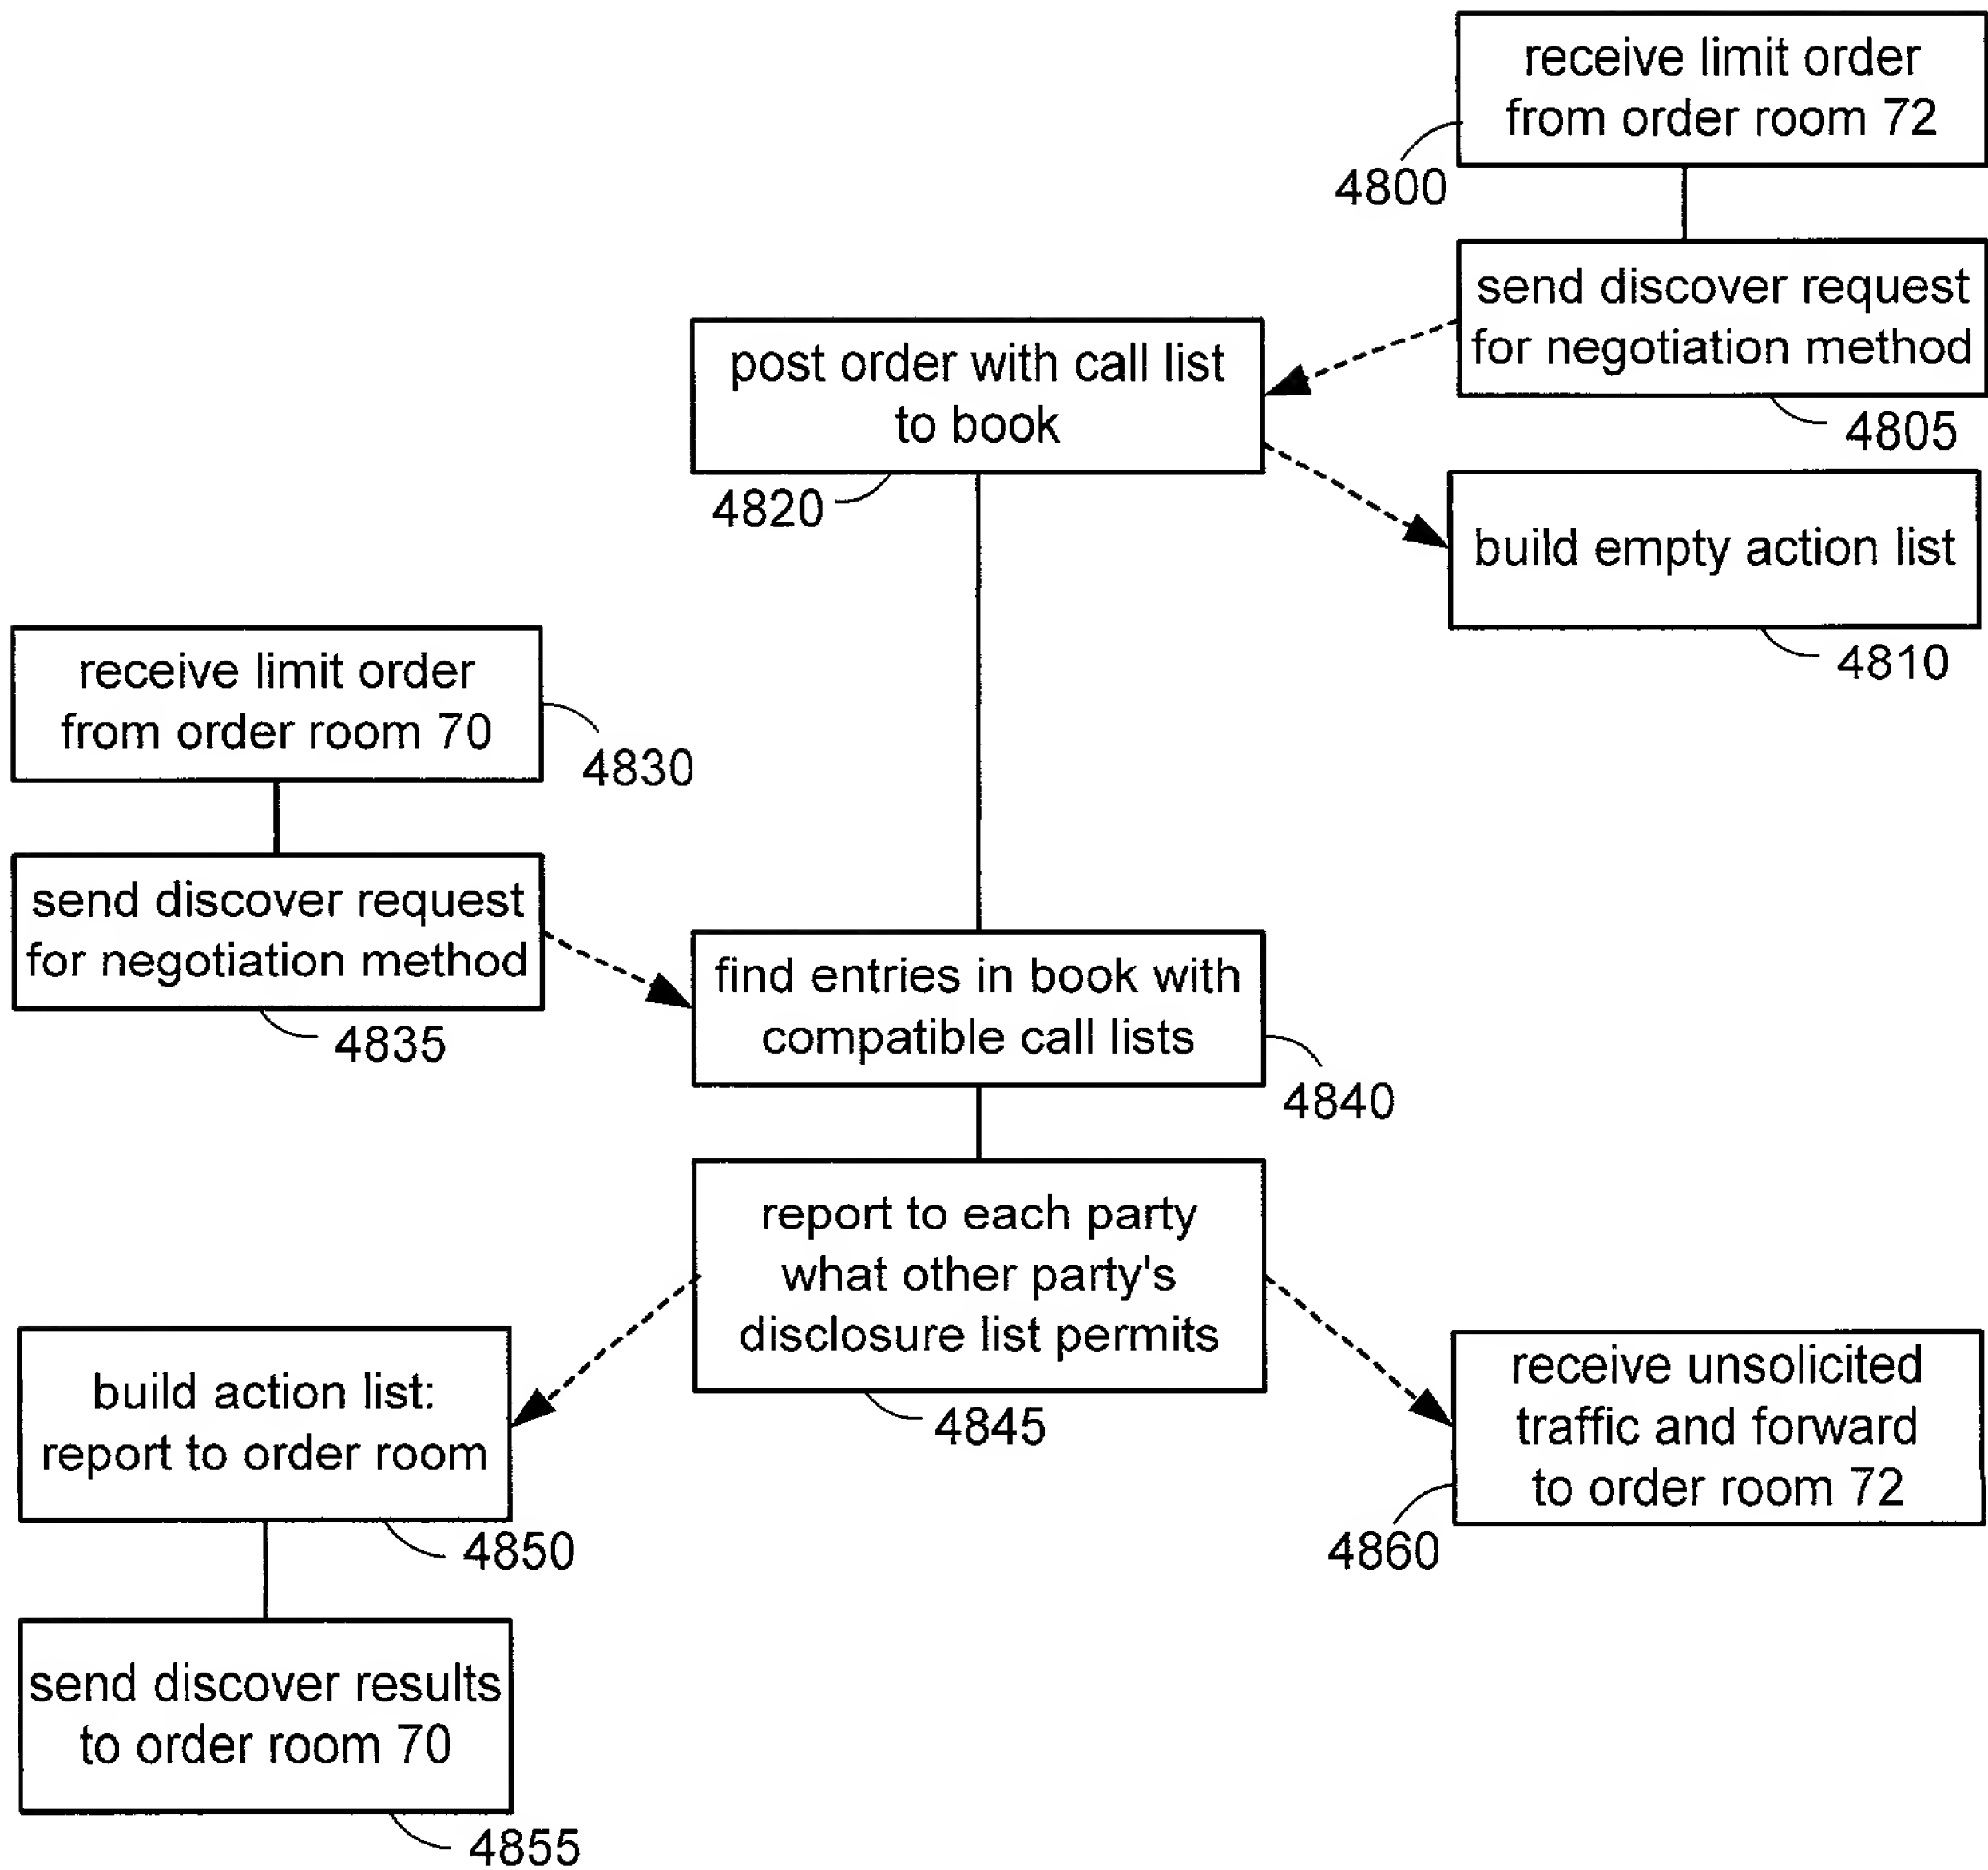 receive limit order
from order room 72
4800
send discover request
for negotiation method
4805
post order with call list
to book
4820
build empty action list
4810
receive limit order
from order room 70
4830
send discover request
for negotiation method
4835
find entries in book with
compatible call lists
4840
report to each party
what other party's
disclosure list permits
4845
build action list:
report to order room
4850
receive unsolicited
traffic and forward
to order room 72
4860
send discover results
to order room 70
4855